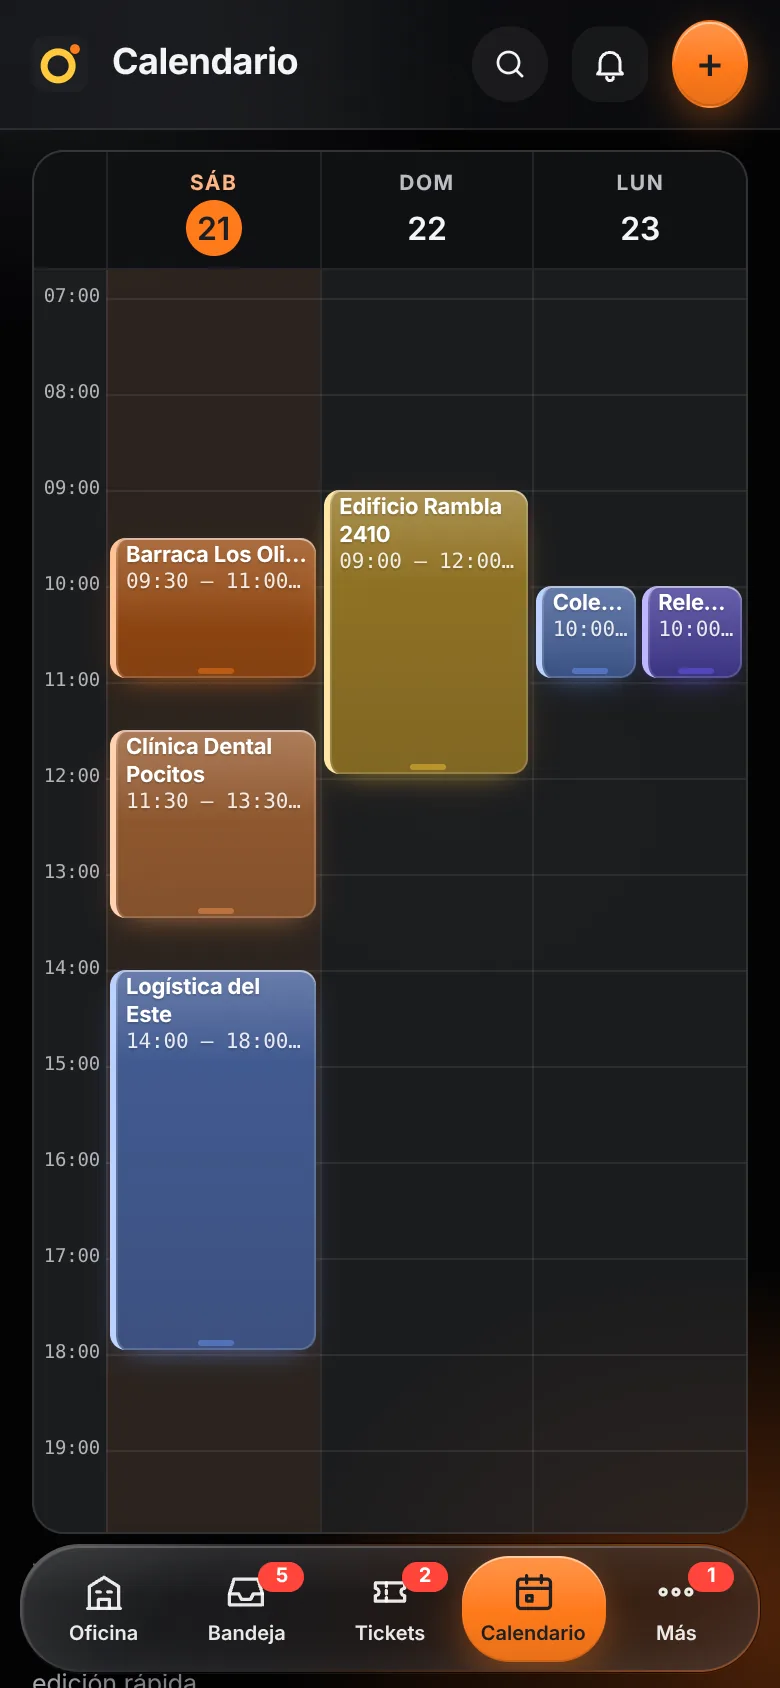 Calendario
+
SÁB
DOM
LUN
21
22
23
07:00
08:00
09:00
10:00
11:00
12:00
13:00
14:00
15:00
16:00
17:00
18:00
19:00
Barraca Los Oli…
09:30 – 11:00…
Clínica Dental
Pocitos
11:30 – 13:30…
Logística del
Este
14:00 – 18:00…
Edificio Rambla
2410
09:00 – 12:00…
Cole…
10:00…
Rele…
10:00…
Oficina
5
Bandeja
2
Tickets
Calendario
1
Más
edición rápida